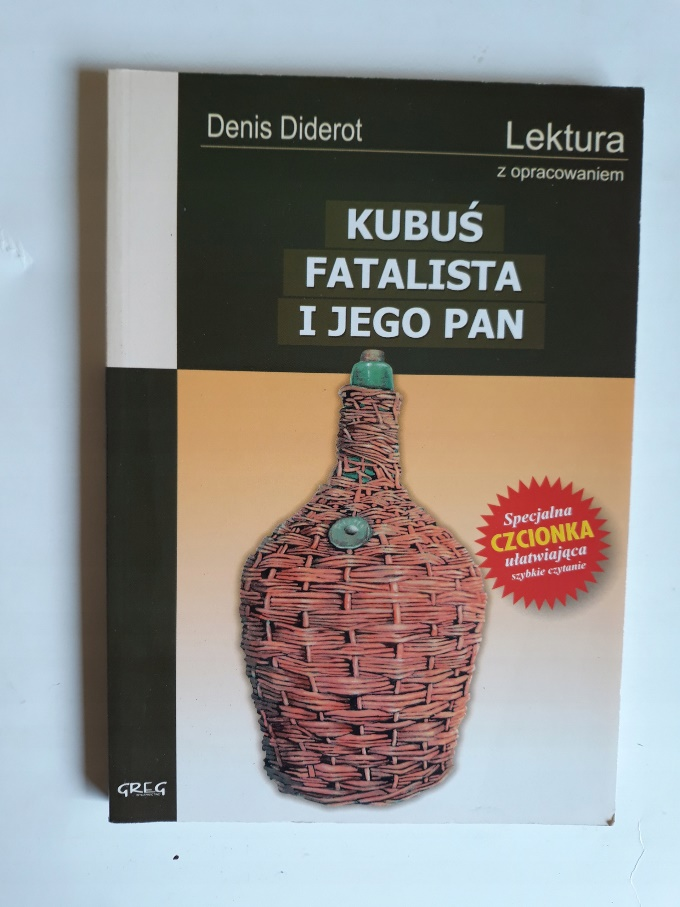 Denis Diderot
Lektura
z opracowaniem
KUBUŚ
FATALISTA
I JEGO PAN
Specjalna
CZCIONKA
ułatwiająca
szybkie czytanie
GREG